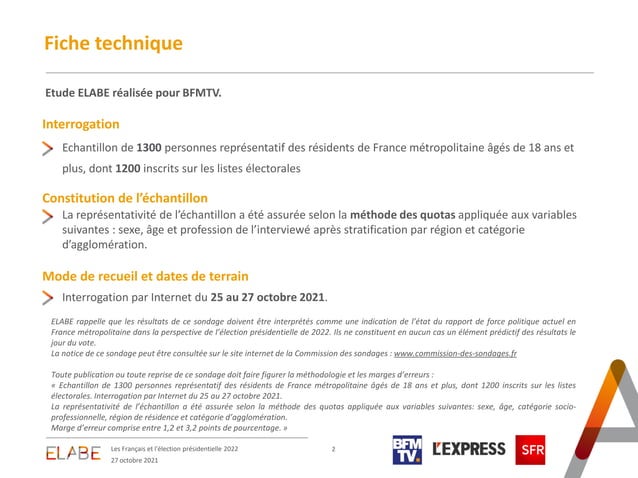 Fiche technique
Etude ELABE réalisée pour BFMTV.
Interrogation
Echantillon de 1300 personnes représentatif des résidents de France métropolitaine âgés de 18 ans et
plus, dont 1200 inscrits sur les listes électorales
Constitution de l’échantillon
La représentativité de l’échantillon a été assurée selon la méthode des quotas appliquée aux variables
suivantes : sexe, âge et profession de l’interviewé après stratification par région et catégorie
d’agglomération.
Mode de recueil et dates de terrain
Interrogation par Internet du 25 au 27 octobre 2021.
ELABE rappelle que les résultats de ce sondage doivent être interprétés comme une indication de l’état du rapport de force politique actuel en
France métropolitaine dans la perspective de l’élection présidentielle de 2022. Ils ne constituent en aucun cas un élément prédictif des résultats le
jour du vote.
La notice de ce sondage peut être consultée sur le site internet de la Commission des sondages : www.commission-des-sondages.fr
Toute publication ou toute reprise de ce sondage doit faire figurer la méthodologie et les marges d’erreurs :
« Echantillon de 1300 personnes représentatif des résidents de France métropolitaine âgés de 18 ans et plus, dont 1200 inscrits sur les listes
électorales. Interrogation par Internet du 25 au 27 octobre 2021.
La représentativité de l’échantillon a été assurée selon la méthode des quotas appliquée aux variables suivantes: sexe, âge, catégorie socio-
professionnelle, région de résidence et catégorie d’agglomération.
Marge d’erreur comprise entre 1,2 et 3,2 points de pourcentage. »
ELABE
Les Français et l’élection présidentielle 2022
2
27 octobre 2021
BFM
TV.
L'EXPRESS
SFR